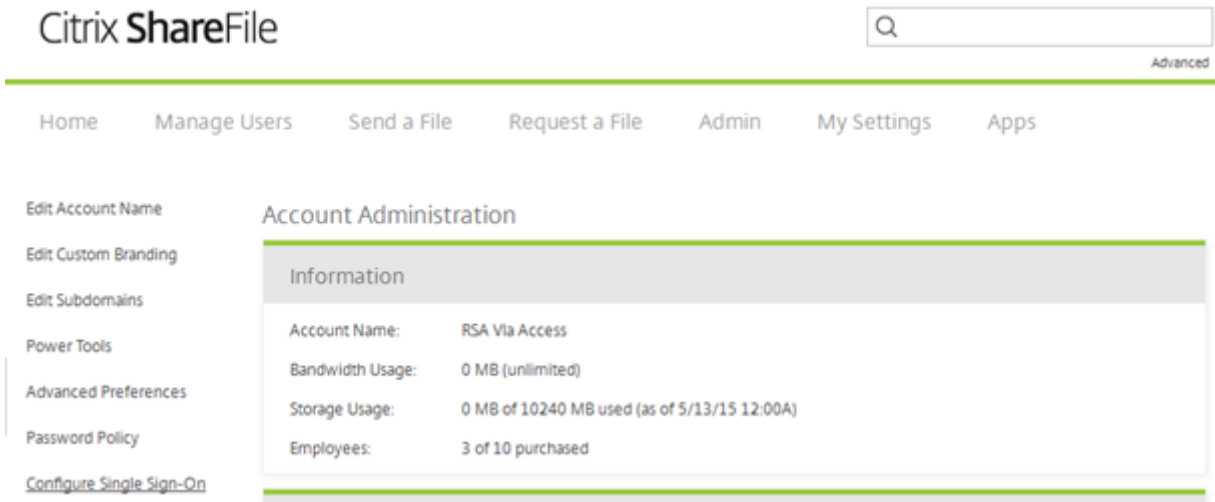 Citrix ShareFile
Advanced
Home Manage Users Send a File Request a File Admin My Settings Apps
Edit Account Name
Edit Custom Branding
Edit Subdomains
Power Tools
Advanced Preferences
Password Policy
Configure Single Sign-On
Account Administration
Information
Account Name: RSA Via Access
Bandwidth Usage: 0 MB (unlimited)
Storage Usage: 0 MB of 10240 MB used (as of 5/13/15 12:00A)
Employees: 3 of 10 purchased